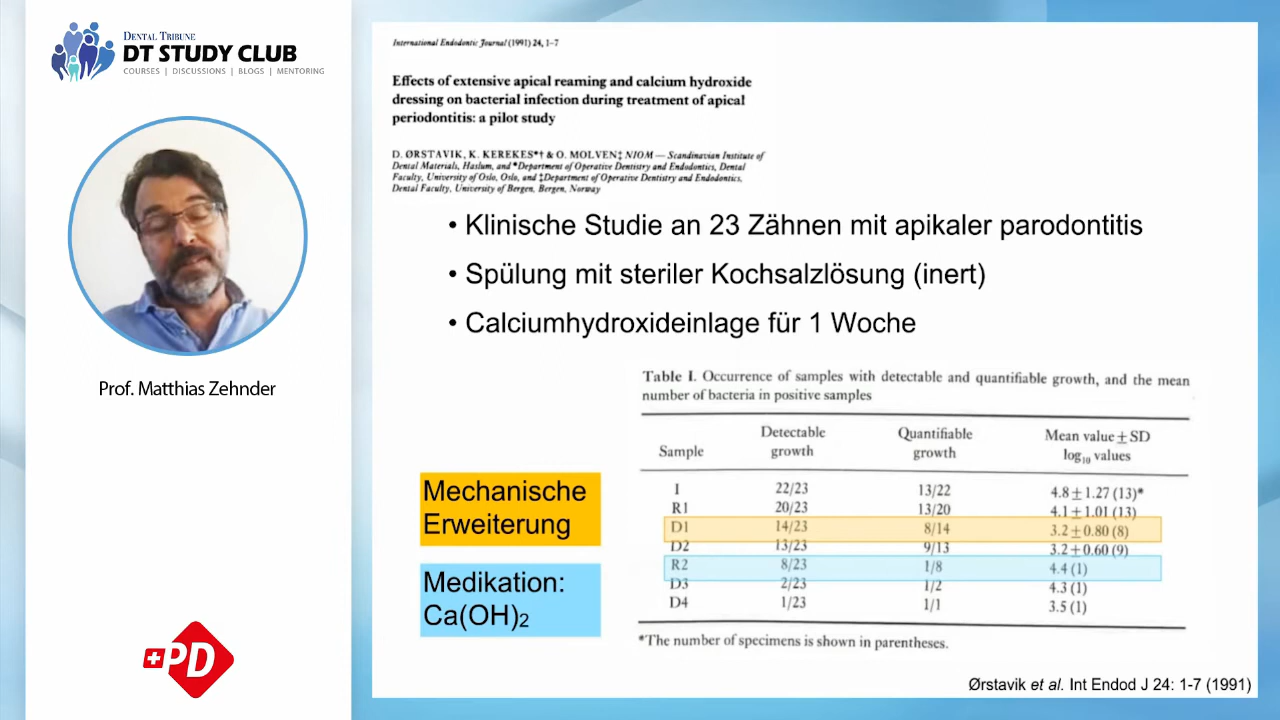 DENTAL TRIBUNE
DT STUDY CLUB
COURSES | DISCUSSIONS | BLOGS | MENTORING
Prof. Matthias Zehnder
PD
International Endodontic Journal (1991) 24, 1–7
Effects of extensive apical reaming and calcium hydroxide
dressing on bacterial infection during treatment of apical
periodontitis: a pilot study
D. ØRSTAVIK, K. KEREKES*† & O. MOLVEN‡ NIOM — Scandinavian Institute of
Dental Materials, Haslum, and *Department of Operative Dentistry and Endodontics, Dental
Faculty, University of Oslo, Oslo, and ‡Department of Operative Dentistry and Endodontics,
Dental Faculty, University of Bergen, Bergen, Norway
• Klinische Studie an 23 Zähnen mit apikaler parodontitis
• Spülung mit steriler Kochsalzlösung (inert)
• Calciumhydroxideinlage für 1 Woche
Mechanische
Erweiterung
Medikation:
Ca(OH)₂
Table I. Occurrence of samples with detectable and quantifiable growth, and the mean
number of bacteria in positive samples
Detectable Quantifiable Mean value ± SD
Sample growth growth log₁₀ values
I 22/23 13/22 4.8 ± 1.27 (13)*
R1 20/23 13/20 4.1 ± 1.01 (13)
D1 14/23 8/14 3.2 ± 0.80 (8)
D2 13/23 9/13 3.2 ± 0.60 (9)
R2 8/23 1/8 4.4 (1)
D3 2/23 1/2 4.3 (1)
D4 1/23 1/1 3.5 (1)
*The number of specimens is shown in parentheses.
Ørstavik et al. Int Endod J 24: 1-7 (1991)